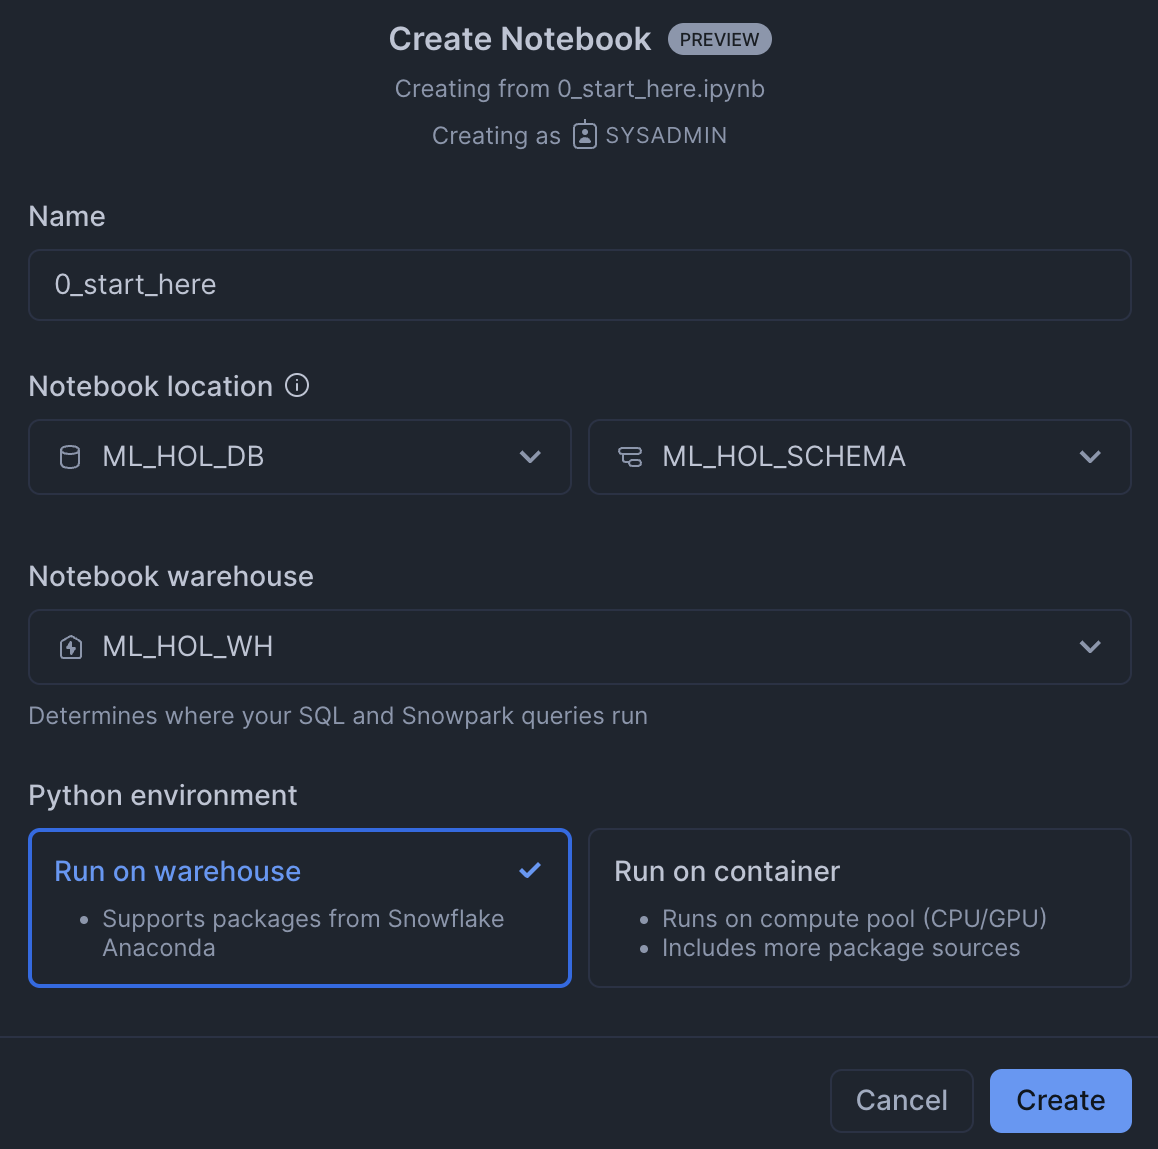 Create Notebook PREVIEW
Creating from 0_start_here.ipynb
Creating as SYSADMIN
Name
0_start_here
Notebook location
ML_HOL_DB ML_HOL_SCHEMA
Notebook warehouse
ML_HOL_WH
Determines where your SQL and Snowpark queries run
Python environment
Run on warehouse
• Supports packages from Snowflake
Anaconda
Run on container
• Runs on compute pool (CPU/GPU)
• Includes more package sources
Cancel Create